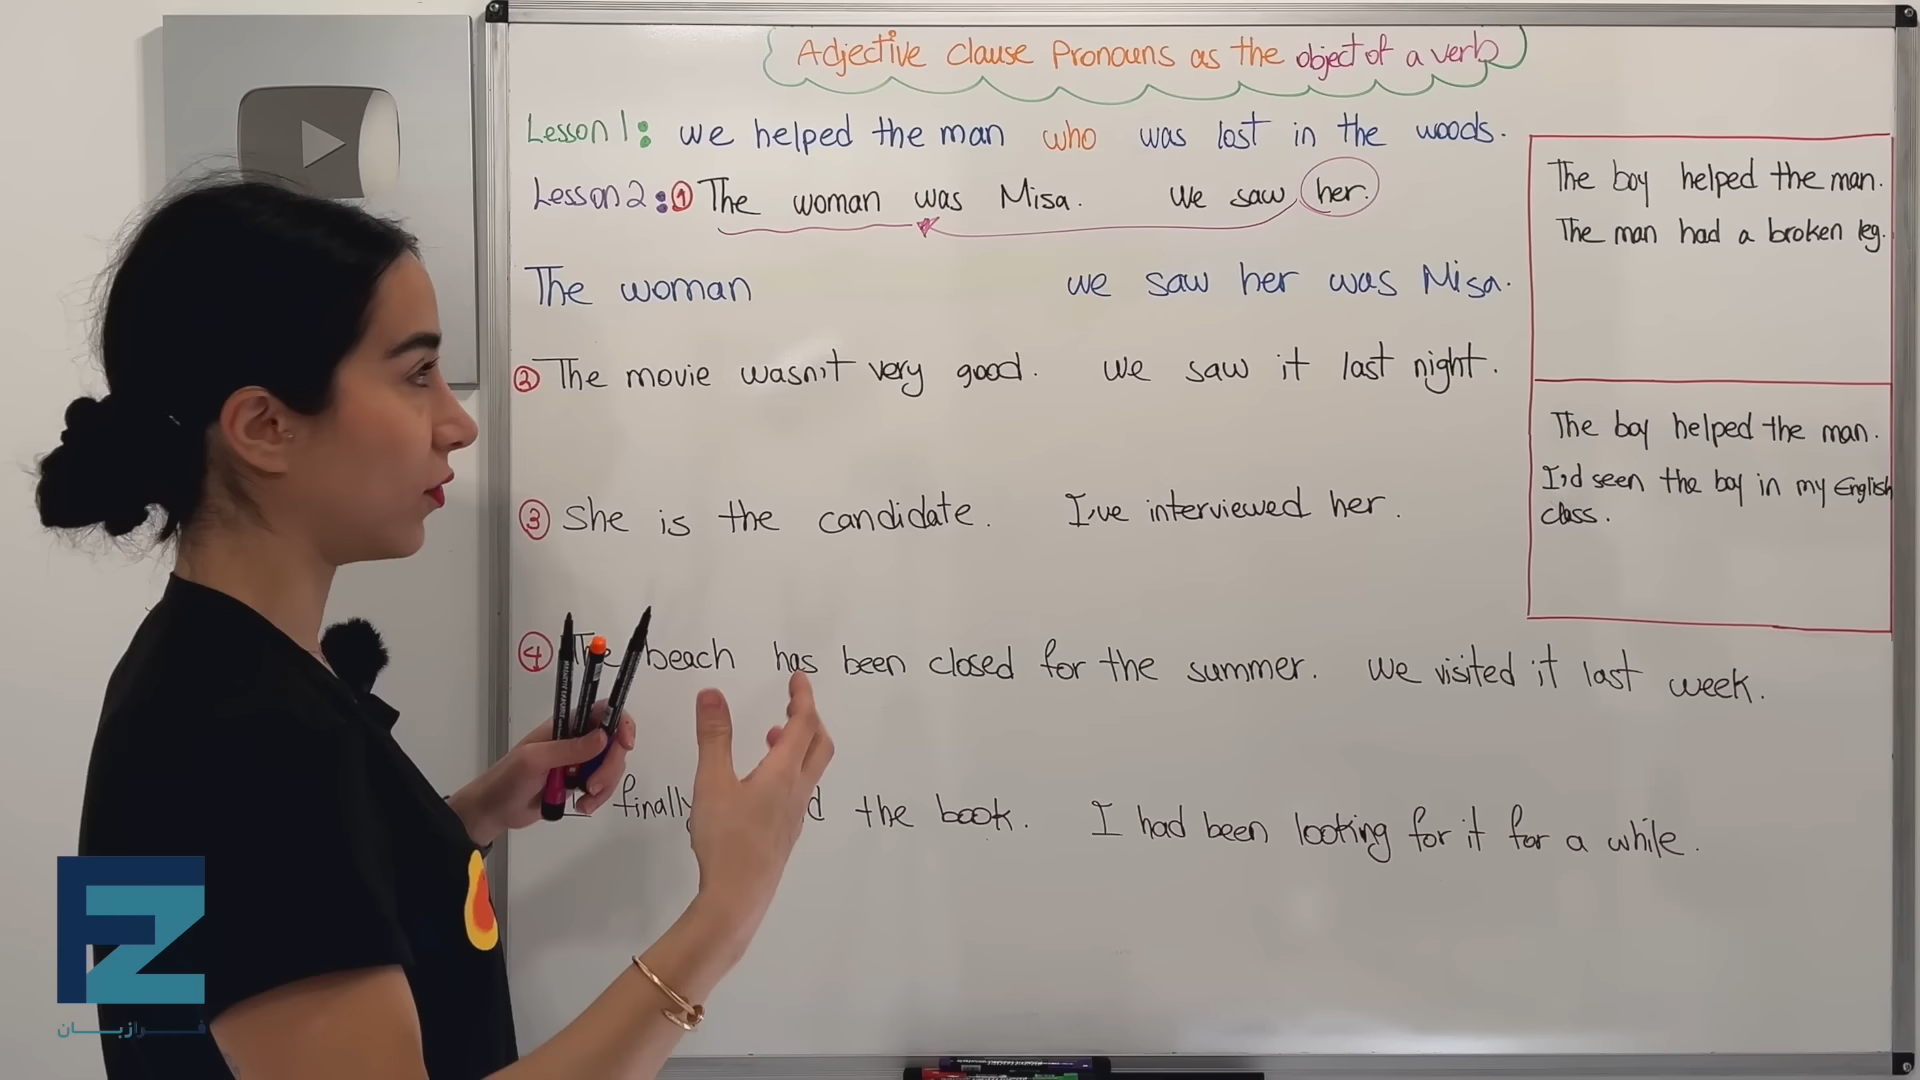 Adjective Clause Pronouns as the object of a verb
Lesson 1: we helped the man who was lost in the woods.
Lesson 2: ① The woman was Misa. We saw her.
The woman we saw her was Misa.
② The movie wasn't very good. We saw it last night.
③ She is the candidate. I've interviewed her.
④ The beach has been closed for the summer. We visited it last week.
finally the book. I had been looking for it for a while.
The boy helped the man.
The man had a broken leg.
The boy helped the man.
I'd seen the boy in my English
class.
FZ
فرازبان